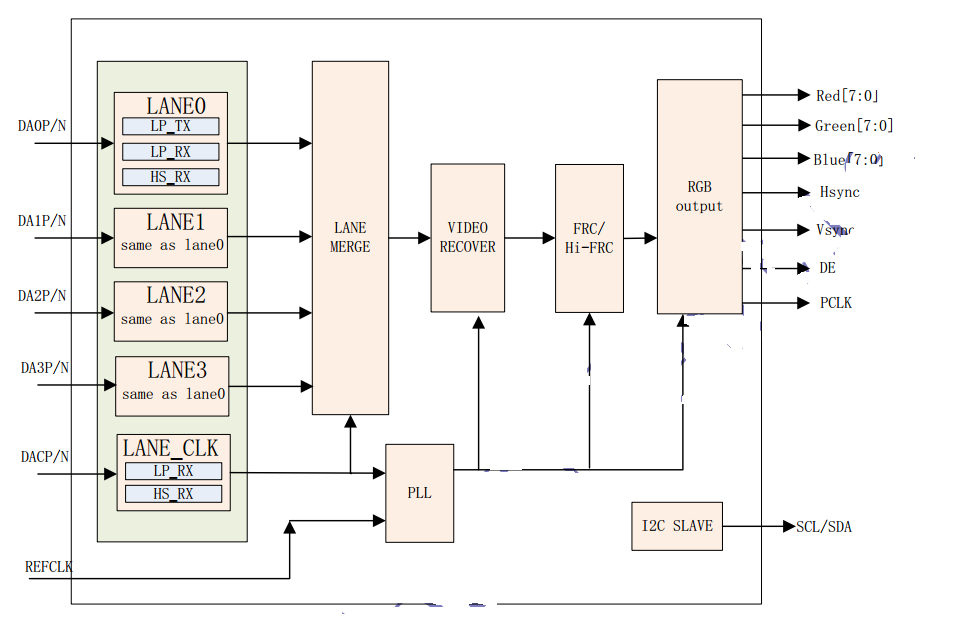 DA0P/N
LANE0
LP_TX
LP_RX
HS_RX
DA1P/N
LANE1
same as lane0
DA2P/N
LANE2
same as lane0
DA3P/N
LANE3
same as lane0
DACP/N
LANE_CLK
LP_RX
HS_RX
REFCLK
LANE
MERGE
PLL
VIDEO
RECOVER
FRC/
Hi-FRC
RGB
output
I2C SLAVE
Red[7:0]
Green[7:0]
Blue[7:0]
Hsync
Vsync
DE
PCLK
SCL/SDA